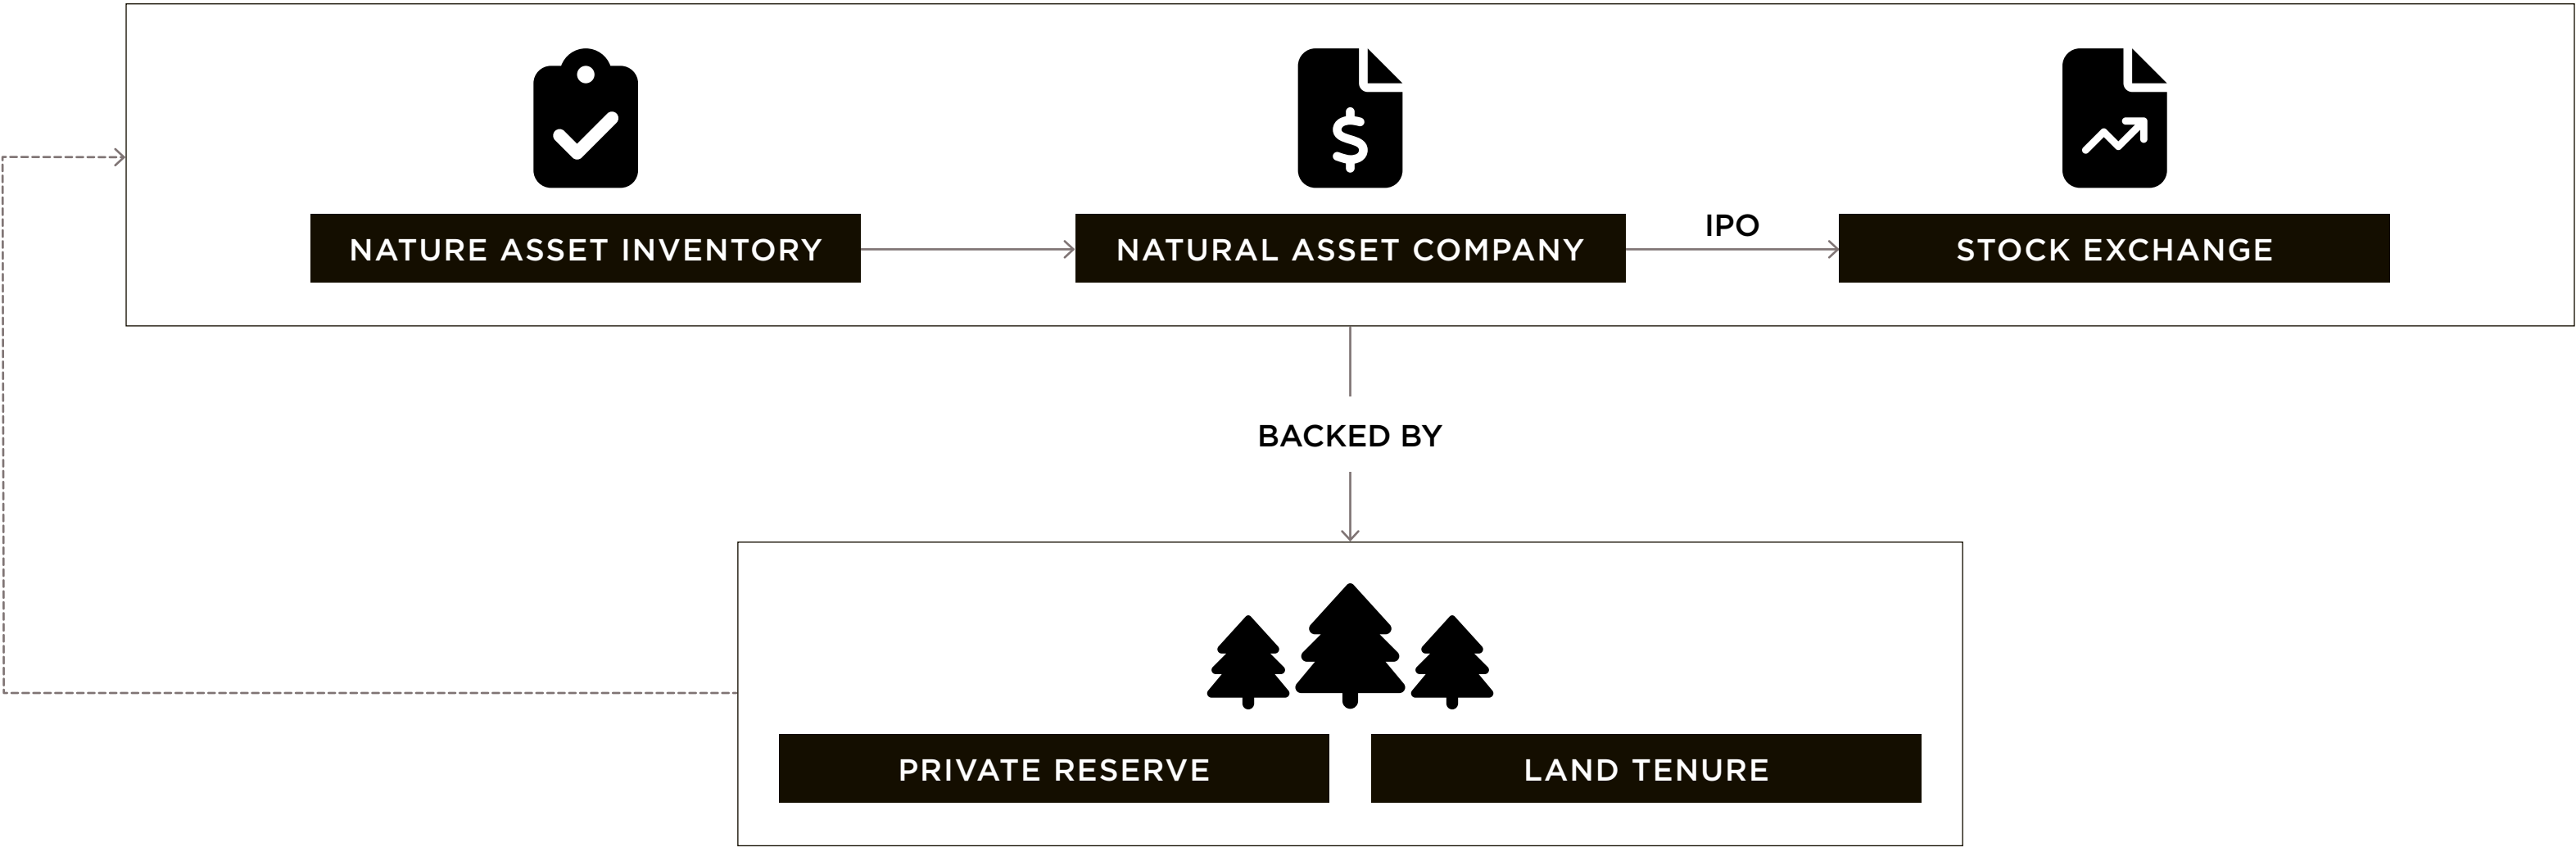 NATURE ASSET INVENTORY
NATURAL ASSET COMPANY
IPO
STOCK EXCHANGE
BACKED BY
PRIVATE RESERVE
LAND TENURE